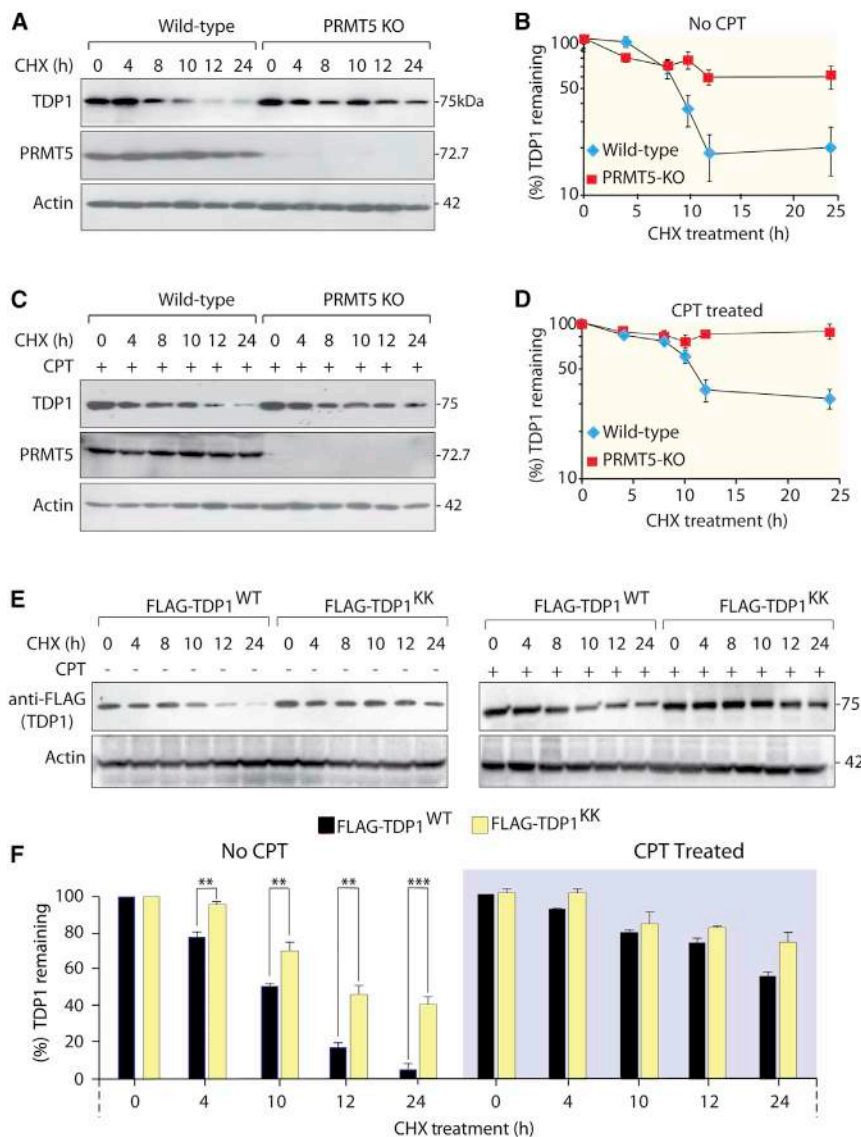 A
Wild-type PRMT5 KO
CHX (h) 0 4 8 10 12 24 0 4 8 10 12 24
TDP1 -75kDa
PRMT5 -72.7
Actin - 42
B
No CPT
100
50
10
(%) TDP1 remaining
Wild-type
PRMT5-KO
0 5 10 15 20 25
CHX treatment (h)
C
Wild-type PRMT5 KO
CHX (h) 0 4 8 10 12 24 0 4 8 10 12 24
CPT + + + + + + + + + + + +
TDP1 -75
PRMT5 -72.7
Actin - 42
D
CPT treated
100
50
10
(%) TDP1 remaining
Wild-type
PRMT5-KO
0 5 10 15 20 25
CHX treatment (h)
E
FLAG-TDP1WT FLAG-TDP1KK FLAG-TDP1WT FLAG-TDP1KK
CHX (h) 0 4 8 10 12 24 0 4 8 10 12 24 0 4 8 10 12 24 0 4 8 10 12 24
CPT - - - - - - - - - - - - + + + + + + + + + + + +
anti-FLAG
(TDP1) -75
Actin 42-
FLAG-TDP1WT FLAG-TDP1KK
F
No CPT CPT Treated
** ** ** ***
100
80
60
40
20
0
(%) TDP1 remaining
0 4 10 12 24 0 4 10 12 24
CHX treatment (h)